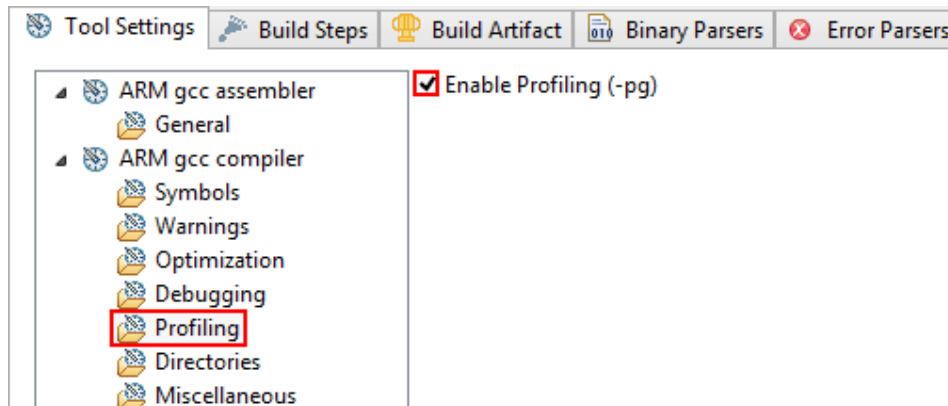 Tool Settings Build Steps Build Artifact Binary Parsers Error Parsers
ARM gcc assembler
Enable Profiling (-pg)
General
ARM gcc compiler
Symbols
Warnings
Optimization
Debugging
Profiling
Directories
Miscellaneous